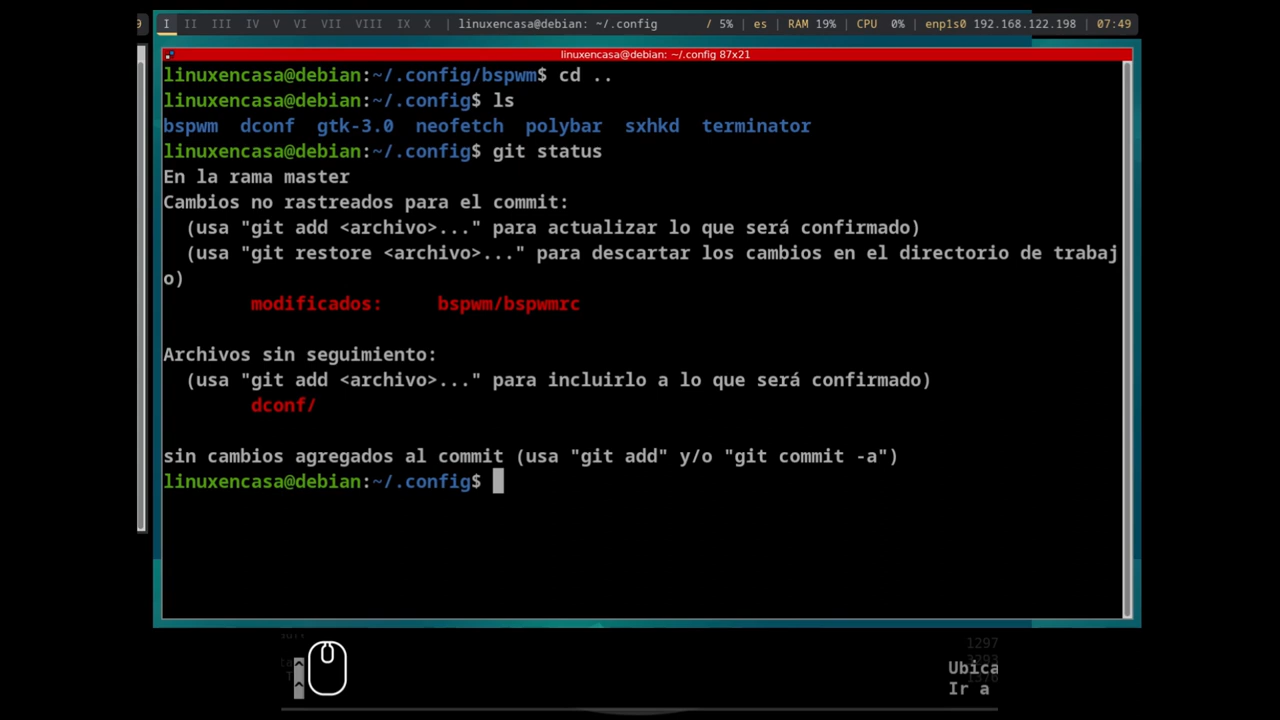 I II III IV V VI VII VIII IX X | linuxencasa@debian: ~/.config / 5% | es | RAM 19% | CPU 0% | enp1s0 192.168.122.198 | 07:49
linuxencasa@debian: ~/.config 87x21
linuxencasa@debian:~/.config/bspwm$ cd ..
linuxencasa@debian:~/.config$ ls
bspwm dconf gtk-3.0 neofetch polybar sxhkd terminator
linuxencasa@debian:~/.config$ git status
En la rama master
Cambios no rastreados para el commit:
(usa "git add <archivo>..." para actualizar lo que será confirmado)
(usa "git restore <archivo>..." para descartar los cambios en el directorio de trabaj
o)
modificados: bspwm/bspwmrc
Archivos sin seguimiento:
(usa "git add <archivo>..." para incluirlo a lo que será confirmado)
dconf/
sin cambios agregados al commit (usa "git add" y/o "git commit -a")
linuxencasa@debian:~/.config$
1297
Ubica
Ir a